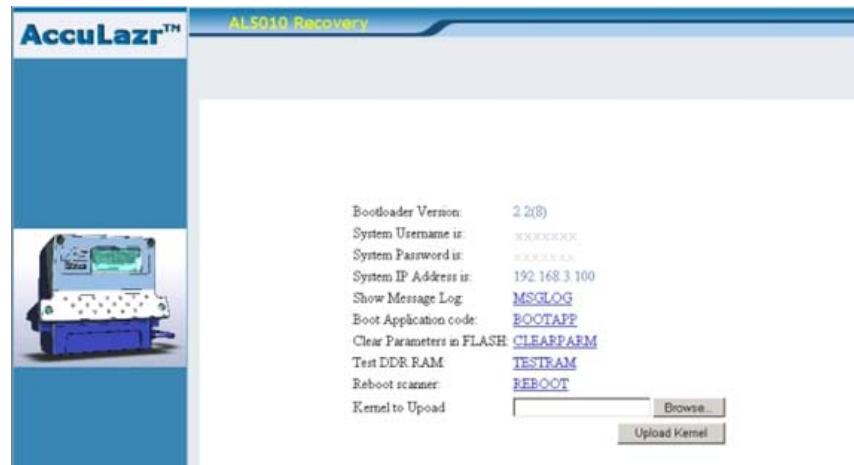 AccuLazr™
AL5010 Recovery
Bootloader Version: 2.2(8)
System Username is: xxxxxxx
System Password is: xxxxxxx
System IP Address is: 192.168.3.100
Show Message Log: MSGLOG
Boot Application code: BOOTAPP
Clear Parameters in FLASH: CLEARPARM
Test DDR RAM: TESTRAM
Reboot scanner: REBOOT
Kernel to Upoad Browse...
Upload Kernel